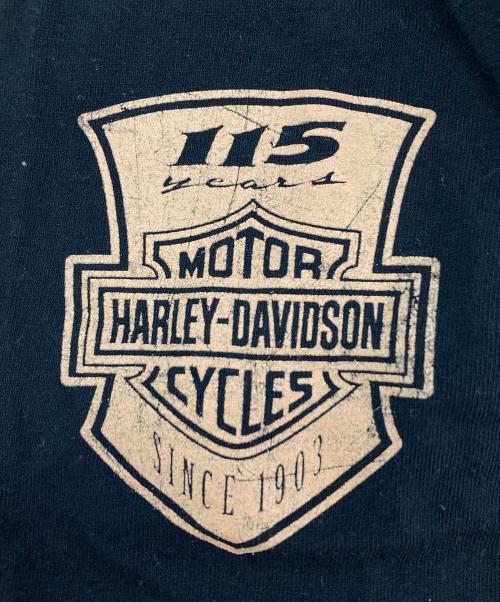 115
years
MOTOR
HARLEY-DAVIDSON
CYCLES
SINCE 1903